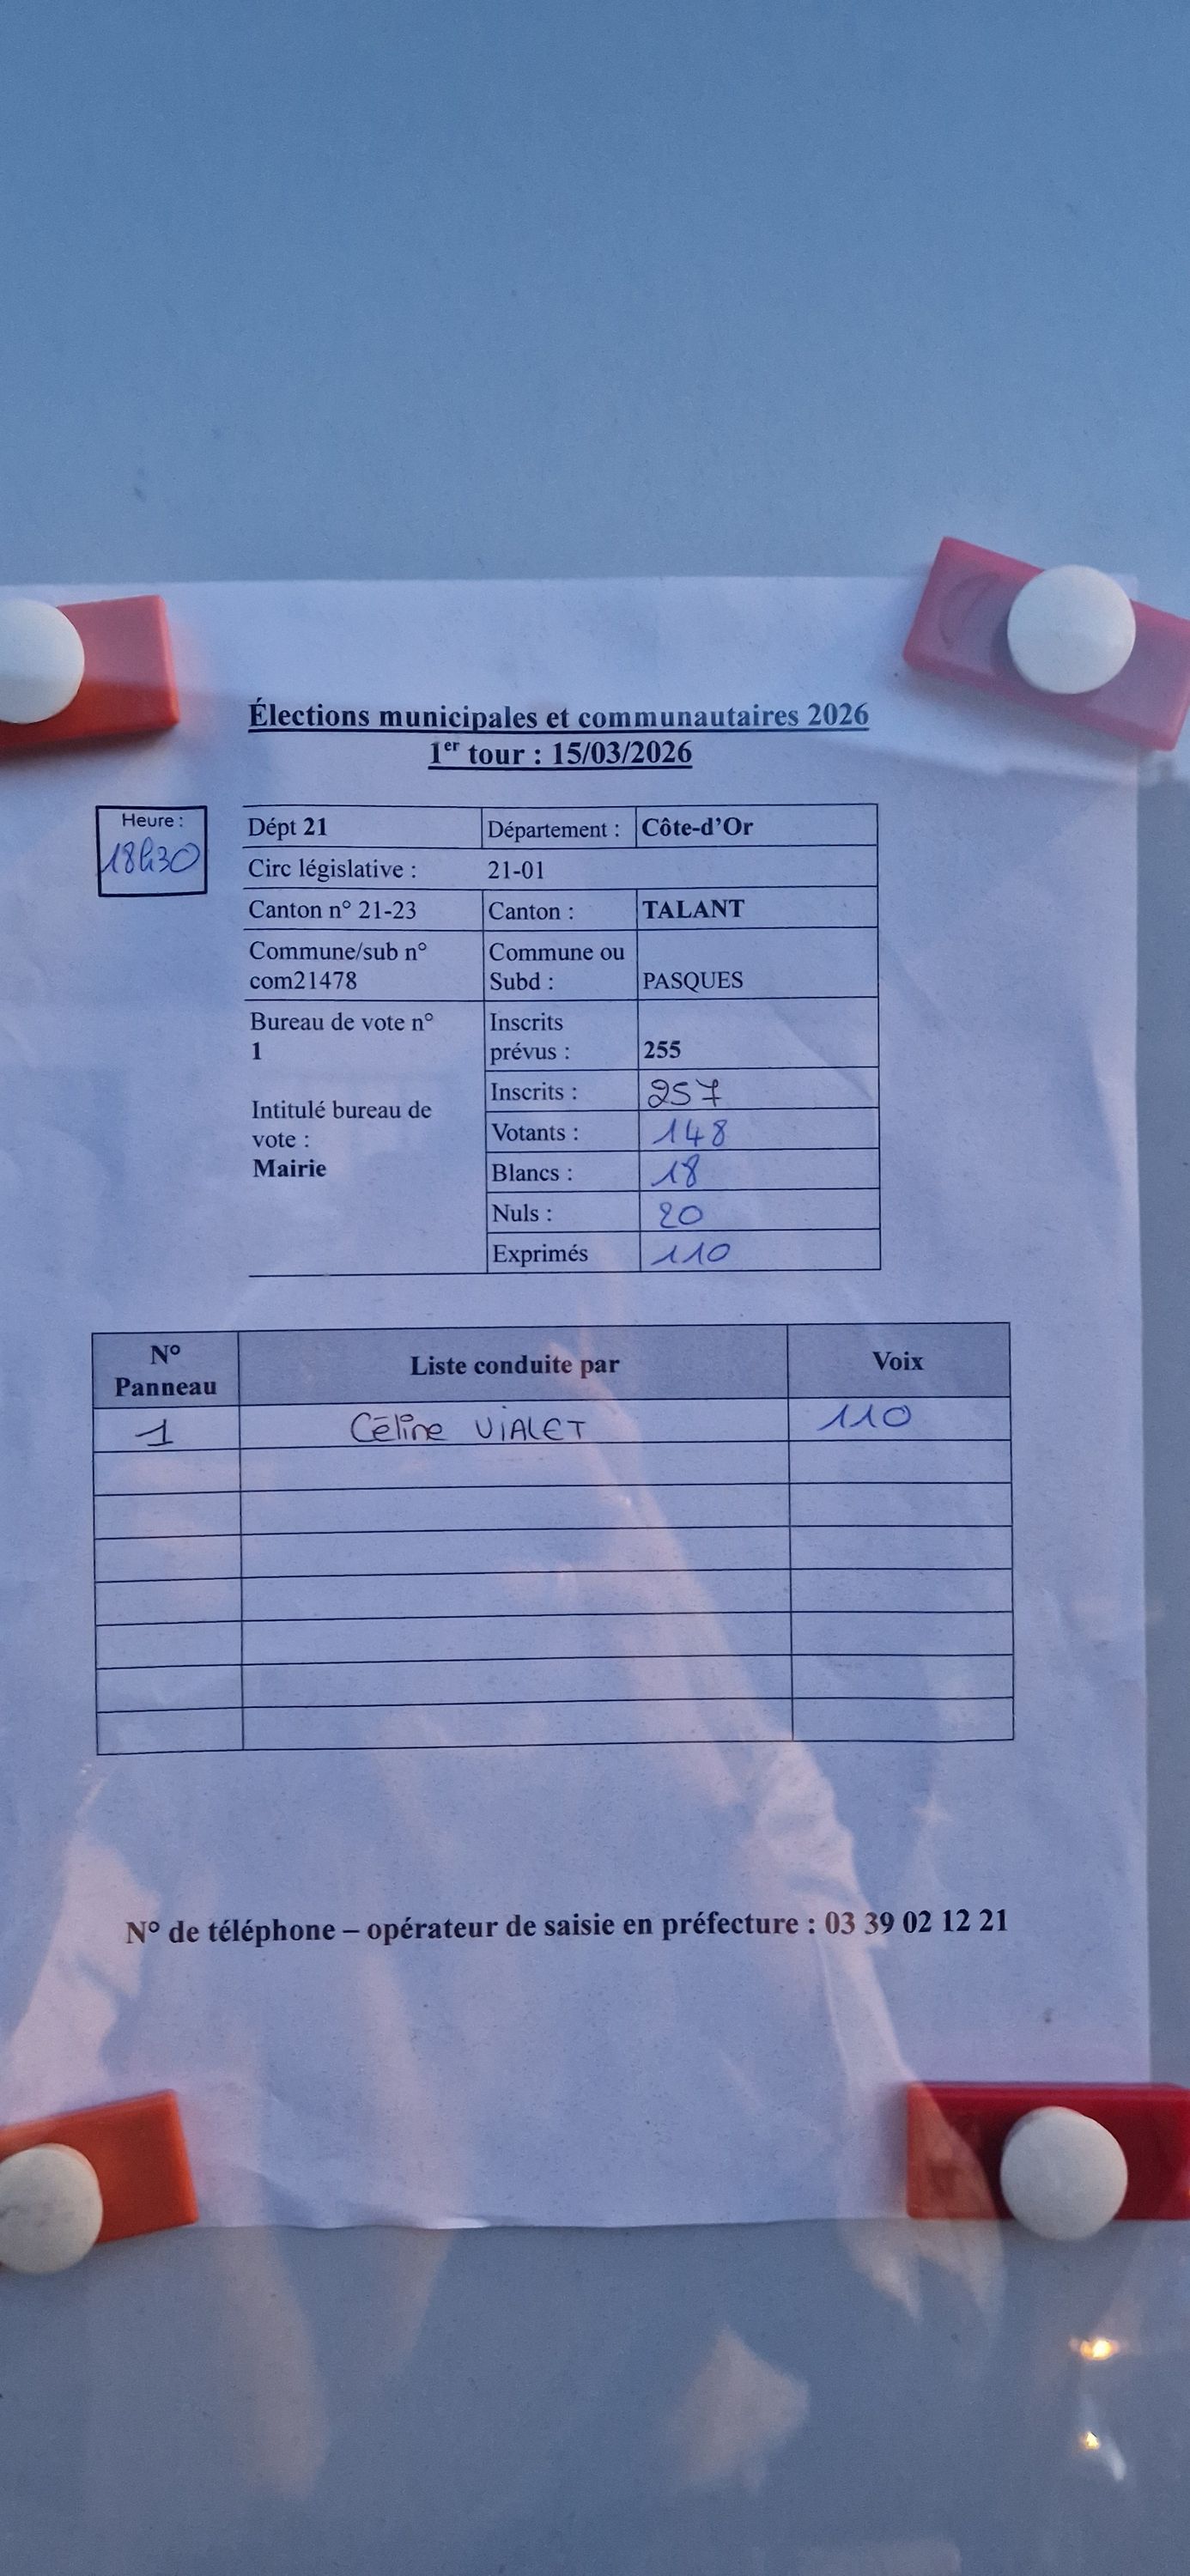 Élections municipales et communautaires 2026
1er tour : 15/03/2026
Heure :
18h30
Dépt 21 Département : Côte-d'Or
Circ législative : 21-01
Canton n° 21-23 Canton : TALANT
Commune/sub n° com21478 Commune ou Subd : PASQUES
Bureau de vote n° 1
Intitulé bureau de vote :
Mairie
Inscrits prévus : 255
Inscrits : 257
Votants : 148
Blancs : 18
Nuls : 20
Exprimés 110
N° Panneau Liste conduite par Voix
1 Céline VIALET 110
N° de téléphone – opérateur de saisie en préfecture : 03 39 02 12 21